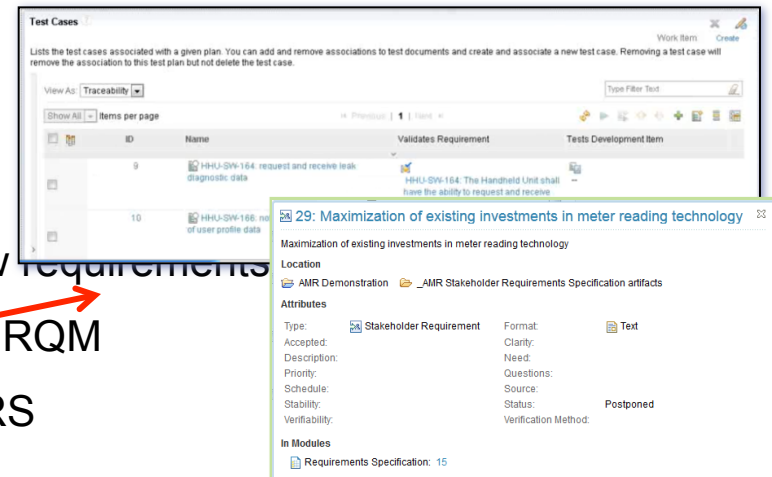 Test Cases
Work Item Create
Lists the test cases associated with a given plan. You can add and remove associations to test documents and create and associate a new test case. Removing a test case will
remove the association to this test plan but not delete the test case.
View As: Traceability
Type Filter Text
Show All Items per page
Previous | 1 | Next
ID Name Validates Requirement Tests Development Item
9 HHU-SW-164: request and receive leak
diagnostic data
HHU-SW-164: The Handheld Unit shall --
have the ability to request and receive
10 HHU-SW-166:
of user profile data
requirements
RQM
RS
29: Maximization of existing investments in meter reading technology
Maximization of existing investments in meter reading technology
Location
AMR Demonstration _AMR Stakeholder Requirements Specification artifacts
Attributes
Type: Stakeholder Requirement Format: Text
Accepted: Clarity:
Description: Need:
Priority: Questions:
Schedule: Source:
Stability: Status: Postponed
Verifiability: Verification Method:
In Modules
Requirements Specification: 15